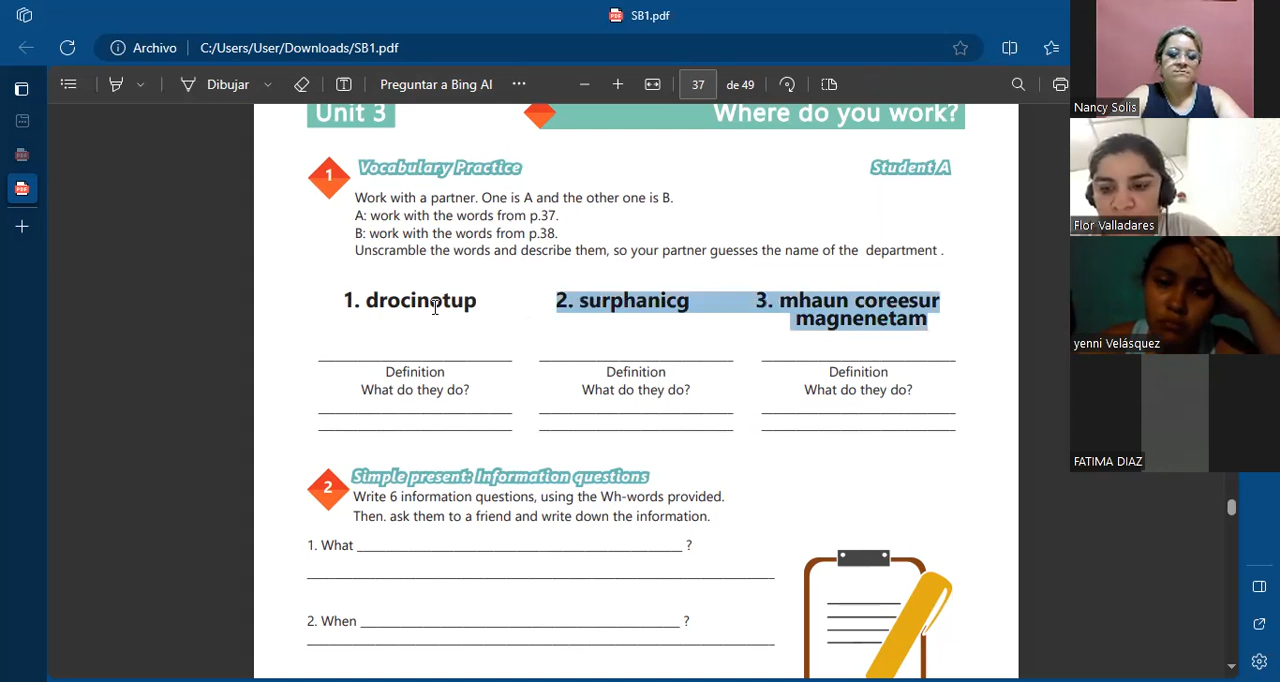 SB1.pdf
Archivo C:/Users/User/Downloads/SB1.pdf
Dibujar Preguntar a Bing AI 37 de 49
Unit 3 Where do you work?
1 Vocabulary Practice Student A
Work with a partner. One is A and the other one is B.
A: work with the words from p.37.
B: work with the words from p.38.
Unscramble the words and describe them, so your partner guesses the name of the department .
1. drocinotup 2. surphanicg 3. mhaun coreesur
magnenetam
Definition Definition Definition
What do they do? What do they do? What do they do?
2 Simple present: Information questions
Write 6 information questions, using the Wh-words provided.
Then. ask them to a friend and write down the information.
1. What ?
2. When ?
Nancy Solis
Flor Valladares
yenni Velásquez
FATIMA DIAZ